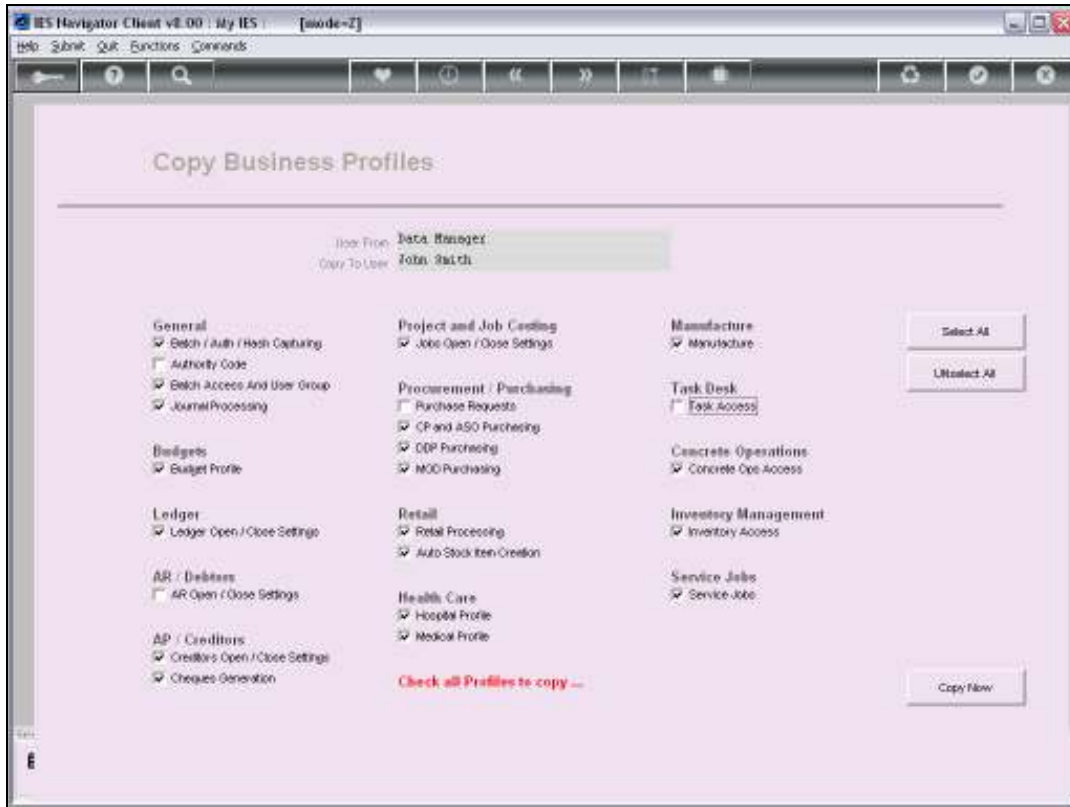 IES Navigator Client v8.00 : My IES : [mode=Z]
Help Submit Quit Functions Commands
Copy Business Profiles
User From Data Manager
Copy To User John Smith
General
Batch / Auth / Hash Capturing
Authority Code
Batch Access And User Group
Journal Processing
Budgets
Budget Profile
Ledger
Ledger Open / Close Settings
AR / Debtors
AR Open / Close Settings
AP / Creditors
Creditors Open / Close Settings
Cheques Generation
Project and Job Costing
Jobs Open / Close Settings
Procurement / Purchasing
Purchase Requests
CP and ASO Purchasing
DDP Purchasing
MOD Purchasing
Retail
Retail Processing
Auto Stock Item Creation
Health Care
Hospital Profile
Medical Profile
Check all Profiles to copy ...
Manufacture
Manufacture
Task Desk
Task Access
Concrete Operations
Concrete Ops Access
Inventory Management
Inventory Access
Service Jobs
Service Jobs
Select All
UNselect All
Copy Now